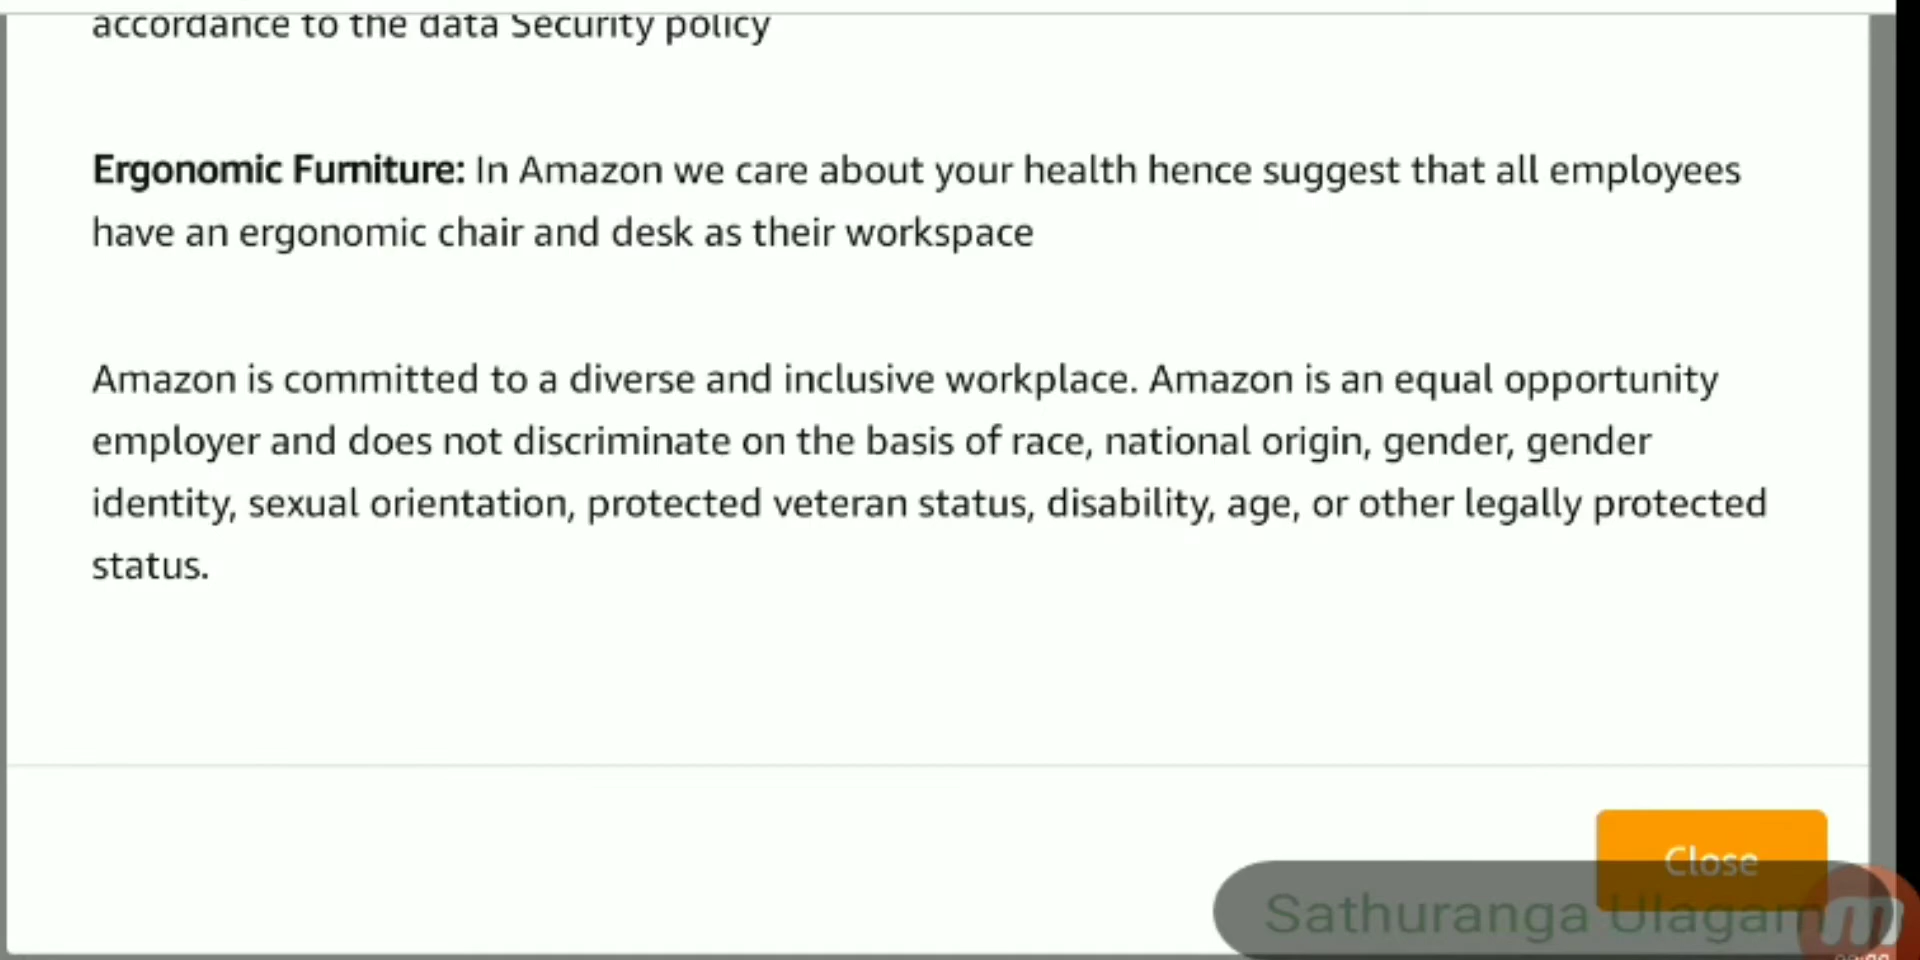 accordance to the data Security policy
Ergonomic Furniture: In Amazon we care about your health hence suggest that all employees
have an ergonomic chair and desk as their workspace
Amazon is committed to a diverse and inclusive workplace. Amazon is an equal opportunity
employer and does not discriminate on the basis of race, national origin, gender, gender
identity, sexual orientation, protected veteran status, disability, age, or other legally protected
status.
Close
Sathuranga Ulagam